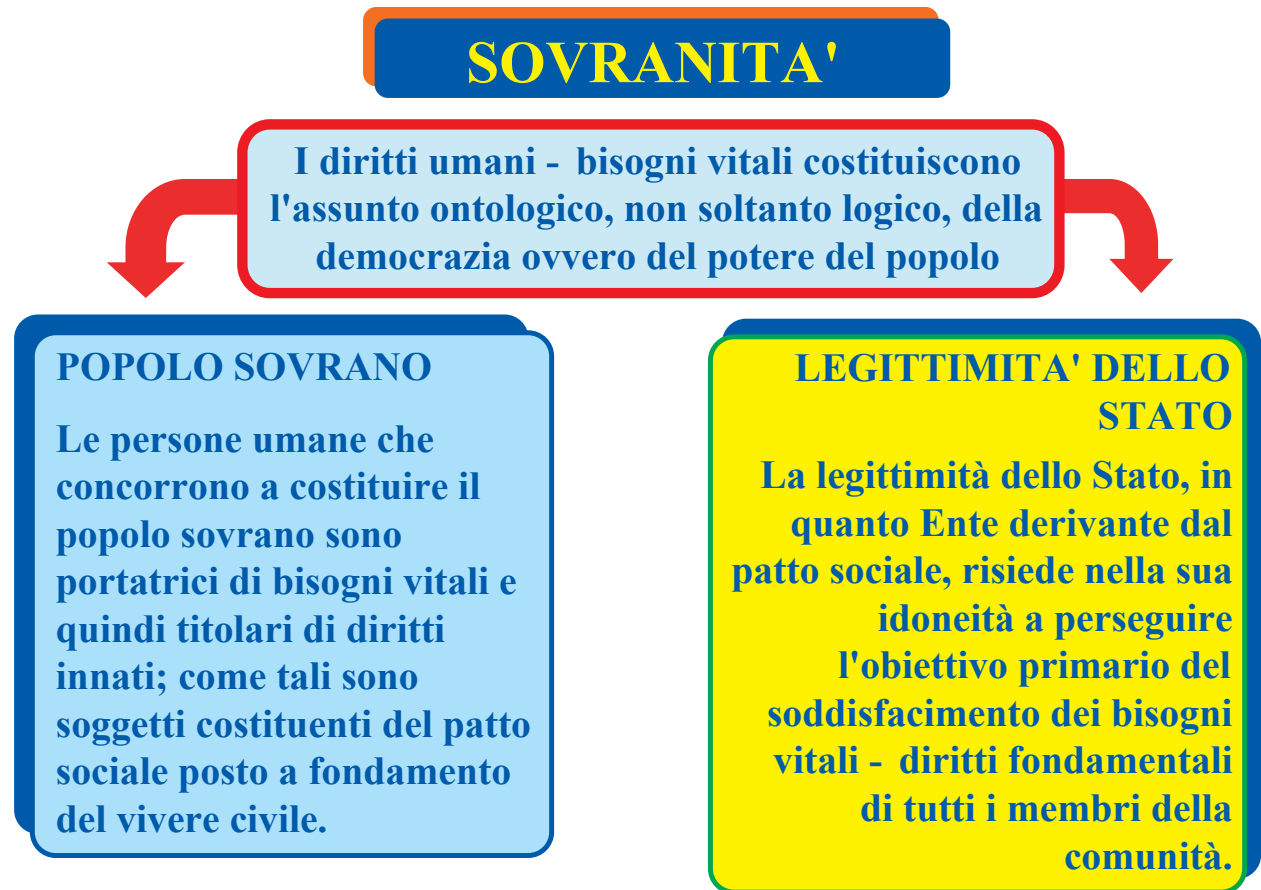 SOVRANITA'
I diritti umani - bisogni vitali costituiscono
l'assunto ontologico, non soltanto logico, della
democrazia ovvero del potere del popolo
POPOLO SOVRANO
Le persone umane che
concorrono a costituire il
popolo sovrano sono
portatrici di bisogni vitali e
quindi titolari di diritti
innati; come tali sono
soggetti costituenti del patto
sociale posto a fondamento
del vivere civile.
LEGITTIMITA' DELLO
STATO
La legittimità dello Stato, in
quanto Ente derivante dal
patto sociale, risiede nella sua
idoneità a perseguire
l'obiettivo primario del
soddisfacimento dei bisogni
vitali - diritti fondamentali
di tutti i membri della
comunità.